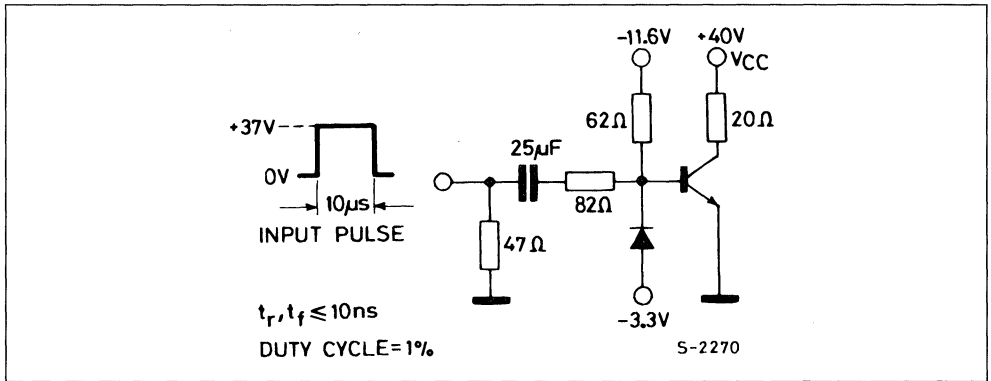 -11.6V
+40V
VCC
+37V
62Ω
20Ω
25µF
0V
10µs
82Ω
INPUT PULSE
47Ω
tr, tf ≤ 10ns
-3.3V
DUTY CYCLE = 1%
S-2270